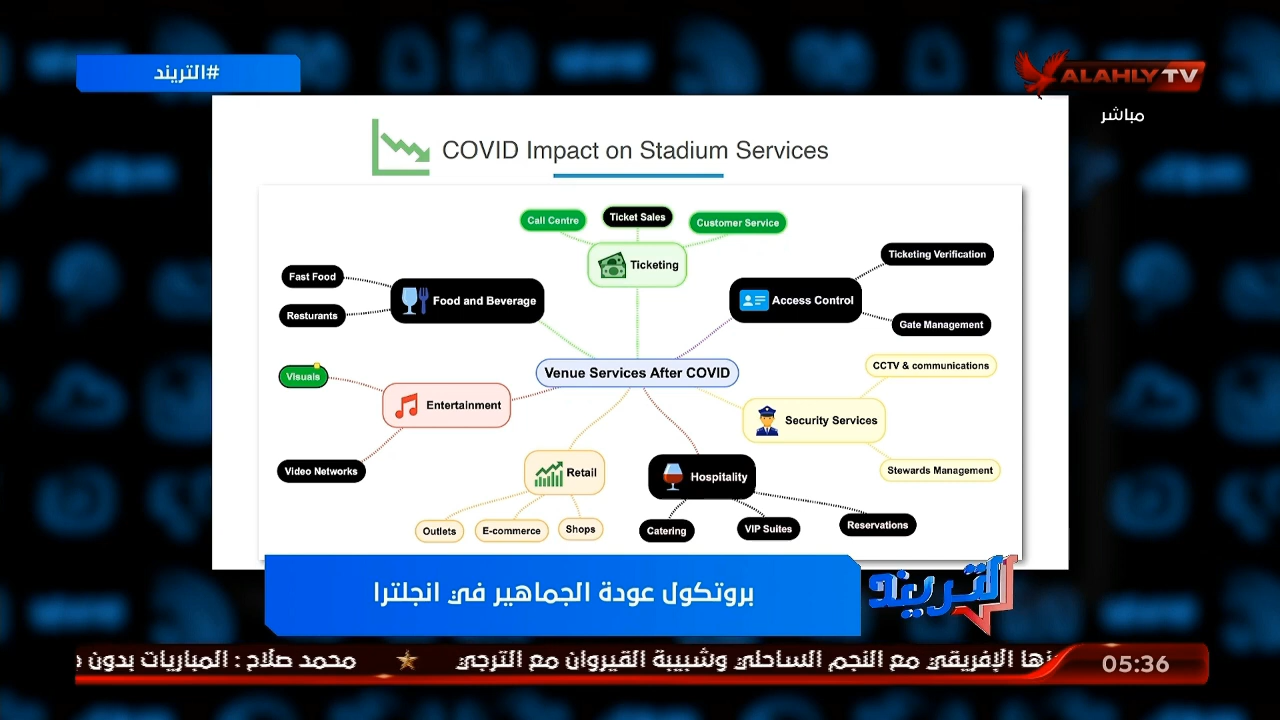 #التريند
ALAHLY TV
مباشر
COVID Impact on Stadium Services
Call Centre
Ticket Sales
Customer Service
Ticketing
Fast Food
Resturants
Food and Beverage
Ticketing Verification
Access Control
Gate Management
Venue Services After COVID
Visuals
Entertainment
Video Networks
CCTV & communications
Security Services
Stewards Management
Retail
Outlets
E-commerce
Shops
Hospitality
Catering
VIP Suites
Reservations
بروتكول عودة الجماهير في انجلترا
التريند
الإفريقي مع النجم الساحلي وشبيبة القيروان مع الترجي
محمد صلاح : المباريات بدون
05:36